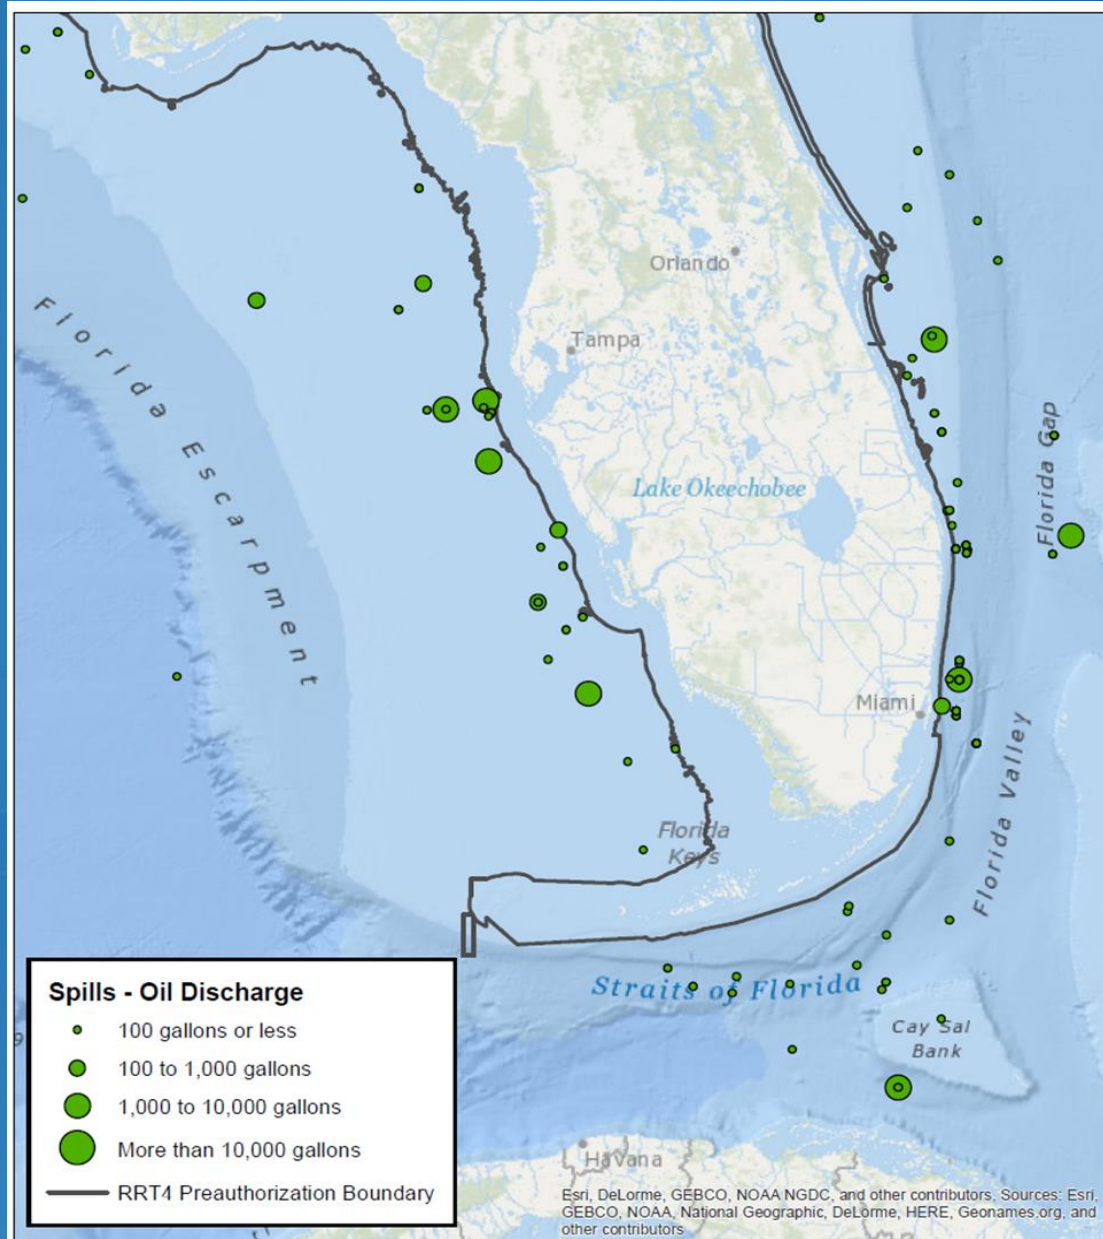 Orlando
Tampa
Florida Escarpment
Florida Gap
Lake Okeechobee
Miami
Florida Valley
Florida
Keys
Straits of Florida
Cay Sal
Bank
Havana
Spills - Oil Discharge
100 gallons or less
100 to 1,000 gallons
1,000 to 10,000 gallons
More than 10,000 gallons
RRT4 Preauthorization Boundary
9
Esri, DeLorme, GEBCO, NOAA NGDC, and other contributors, Sources: Esri,
GEBCO, NOAA, National Geographic, DeLorme, HERE, Geonames.org, and
other contributors